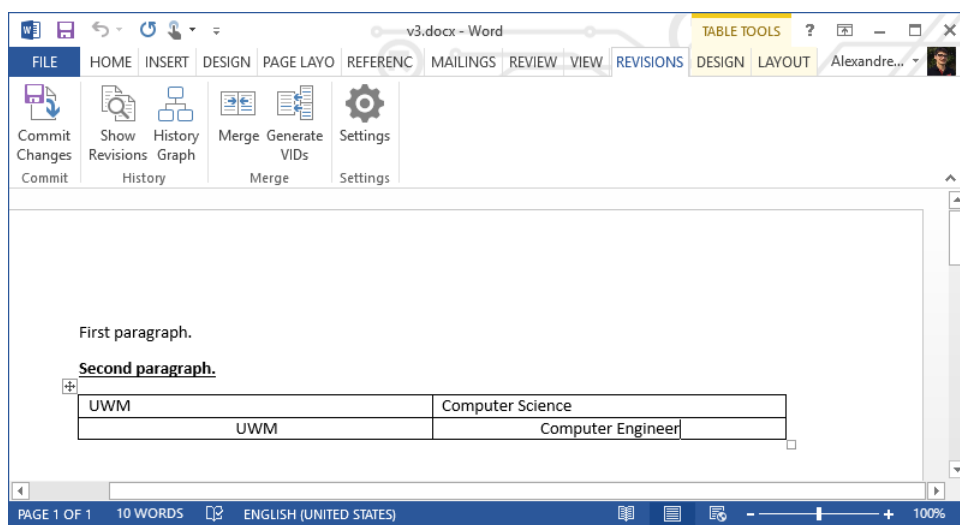 v3.docx - Word
TABLE TOOLS ?
FILE HOME INSERT DESIGN PAGE LAYO REFERENC MAILINGS REVIEW VIEW REVISIONS DESIGN LAYOUT Alexandre...
Commit Changes
Show Revisions
History Graph
Merge
Generate VIDs
Settings
Commit History Merge Settings
First paragraph.
Second paragraph.
UWM Computer Science
UWM Computer Engineer
PAGE 1 OF 1 10 WORDS ENGLISH (UNITED STATES) - + 100%